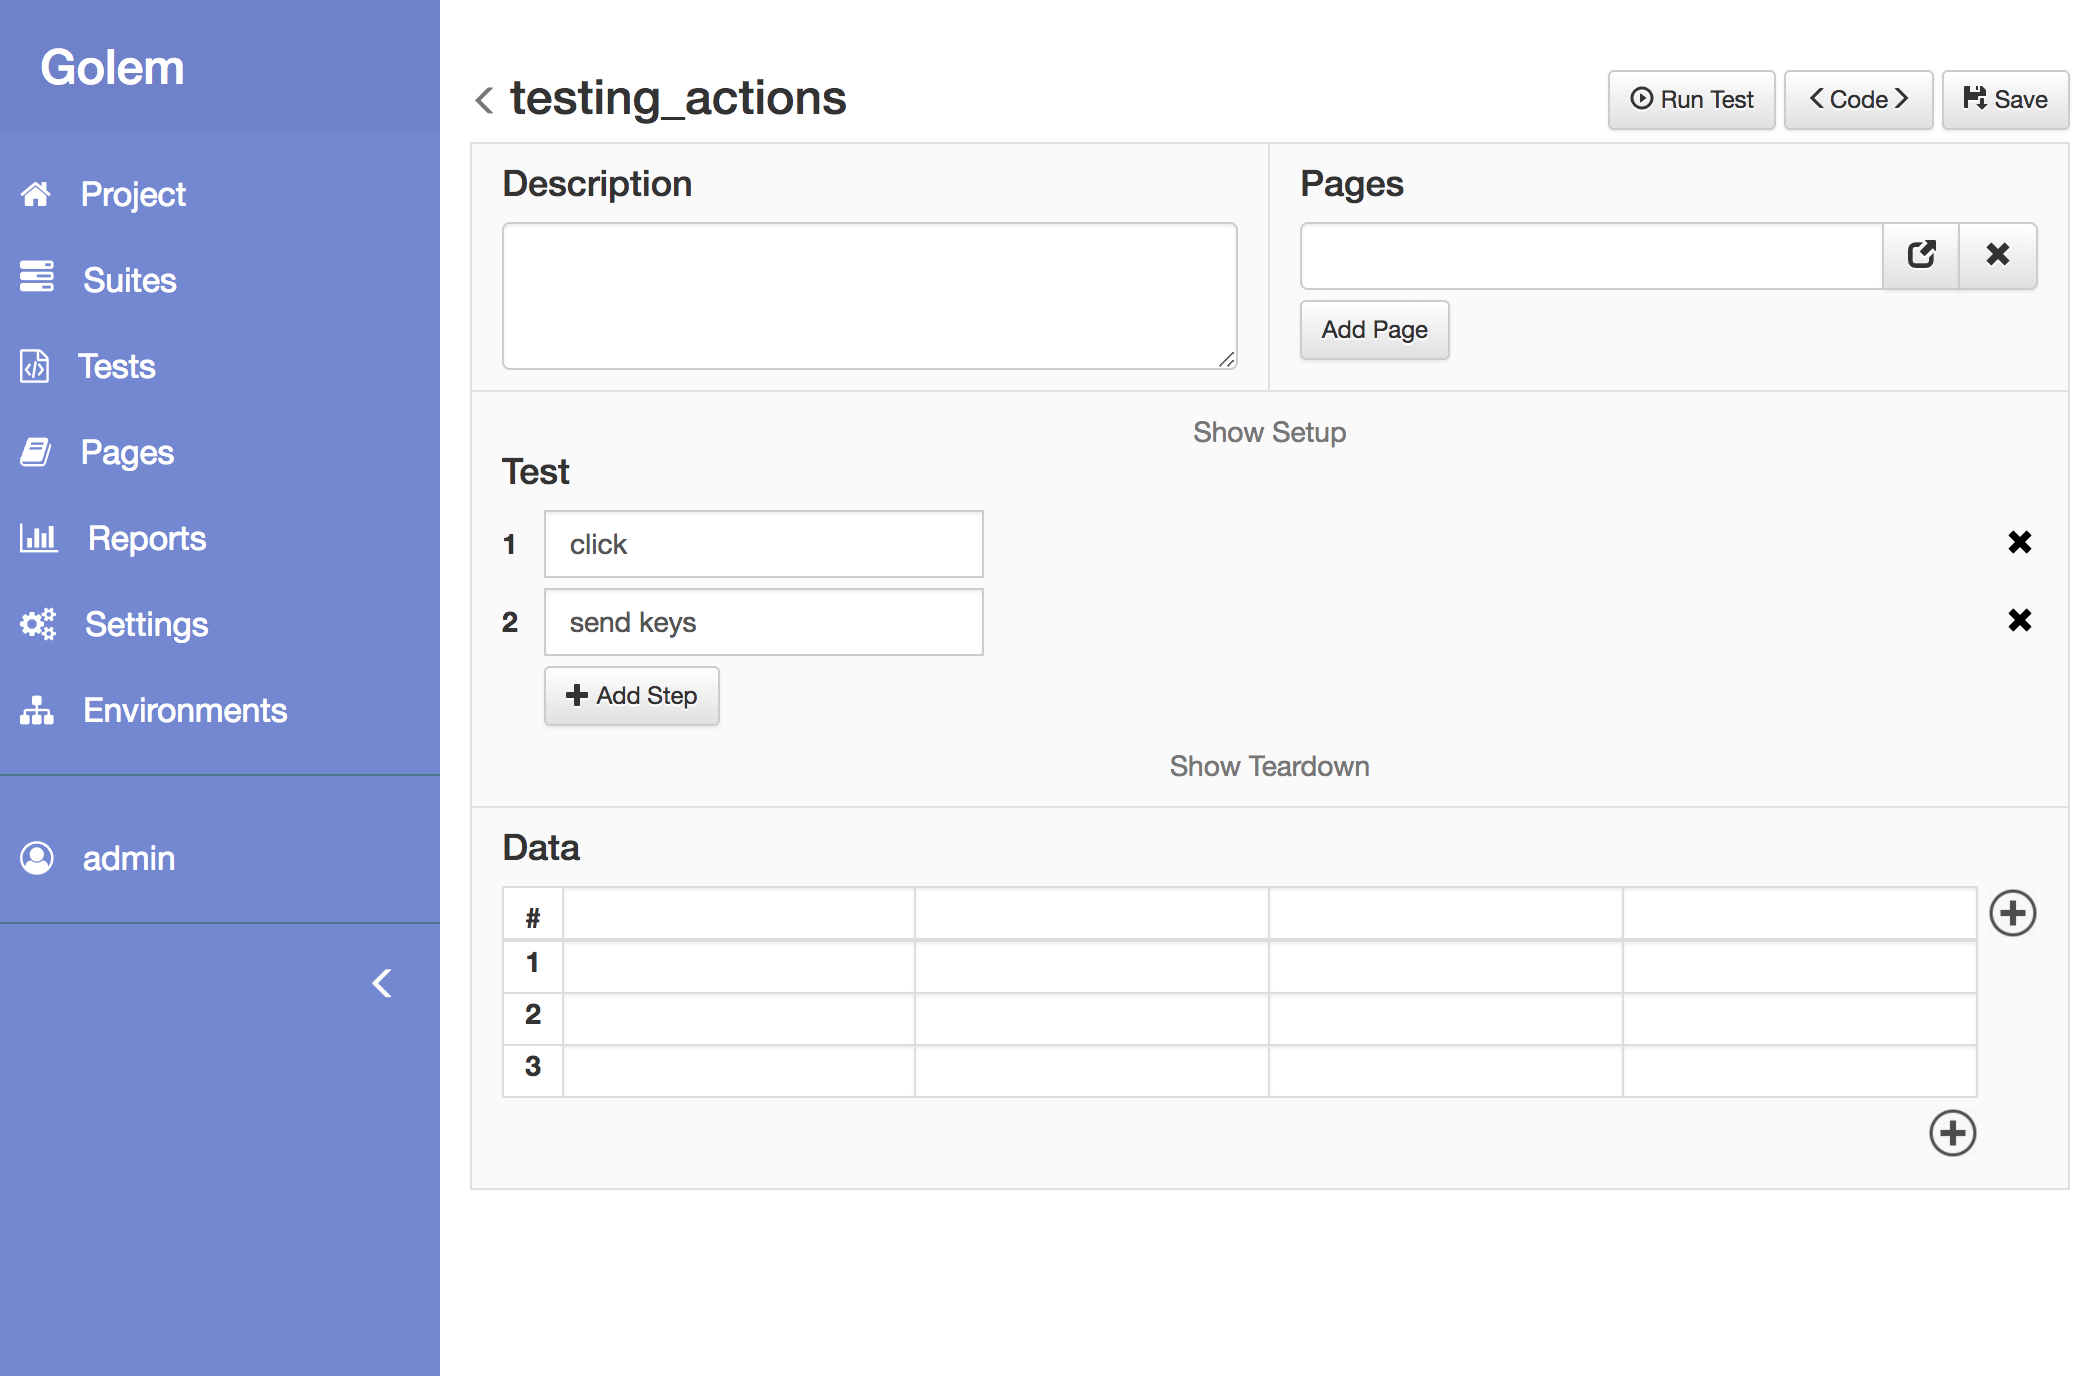 Golem
Project
Suites
Tests
Pages
Reports
Settings
Environments
admin
testing_actions
Run Test
Code
Save
Description
Pages
Add Page
Show Setup
Test
1 click
2 send keys
Add Step
Show Teardown
Data
#
1
2
3